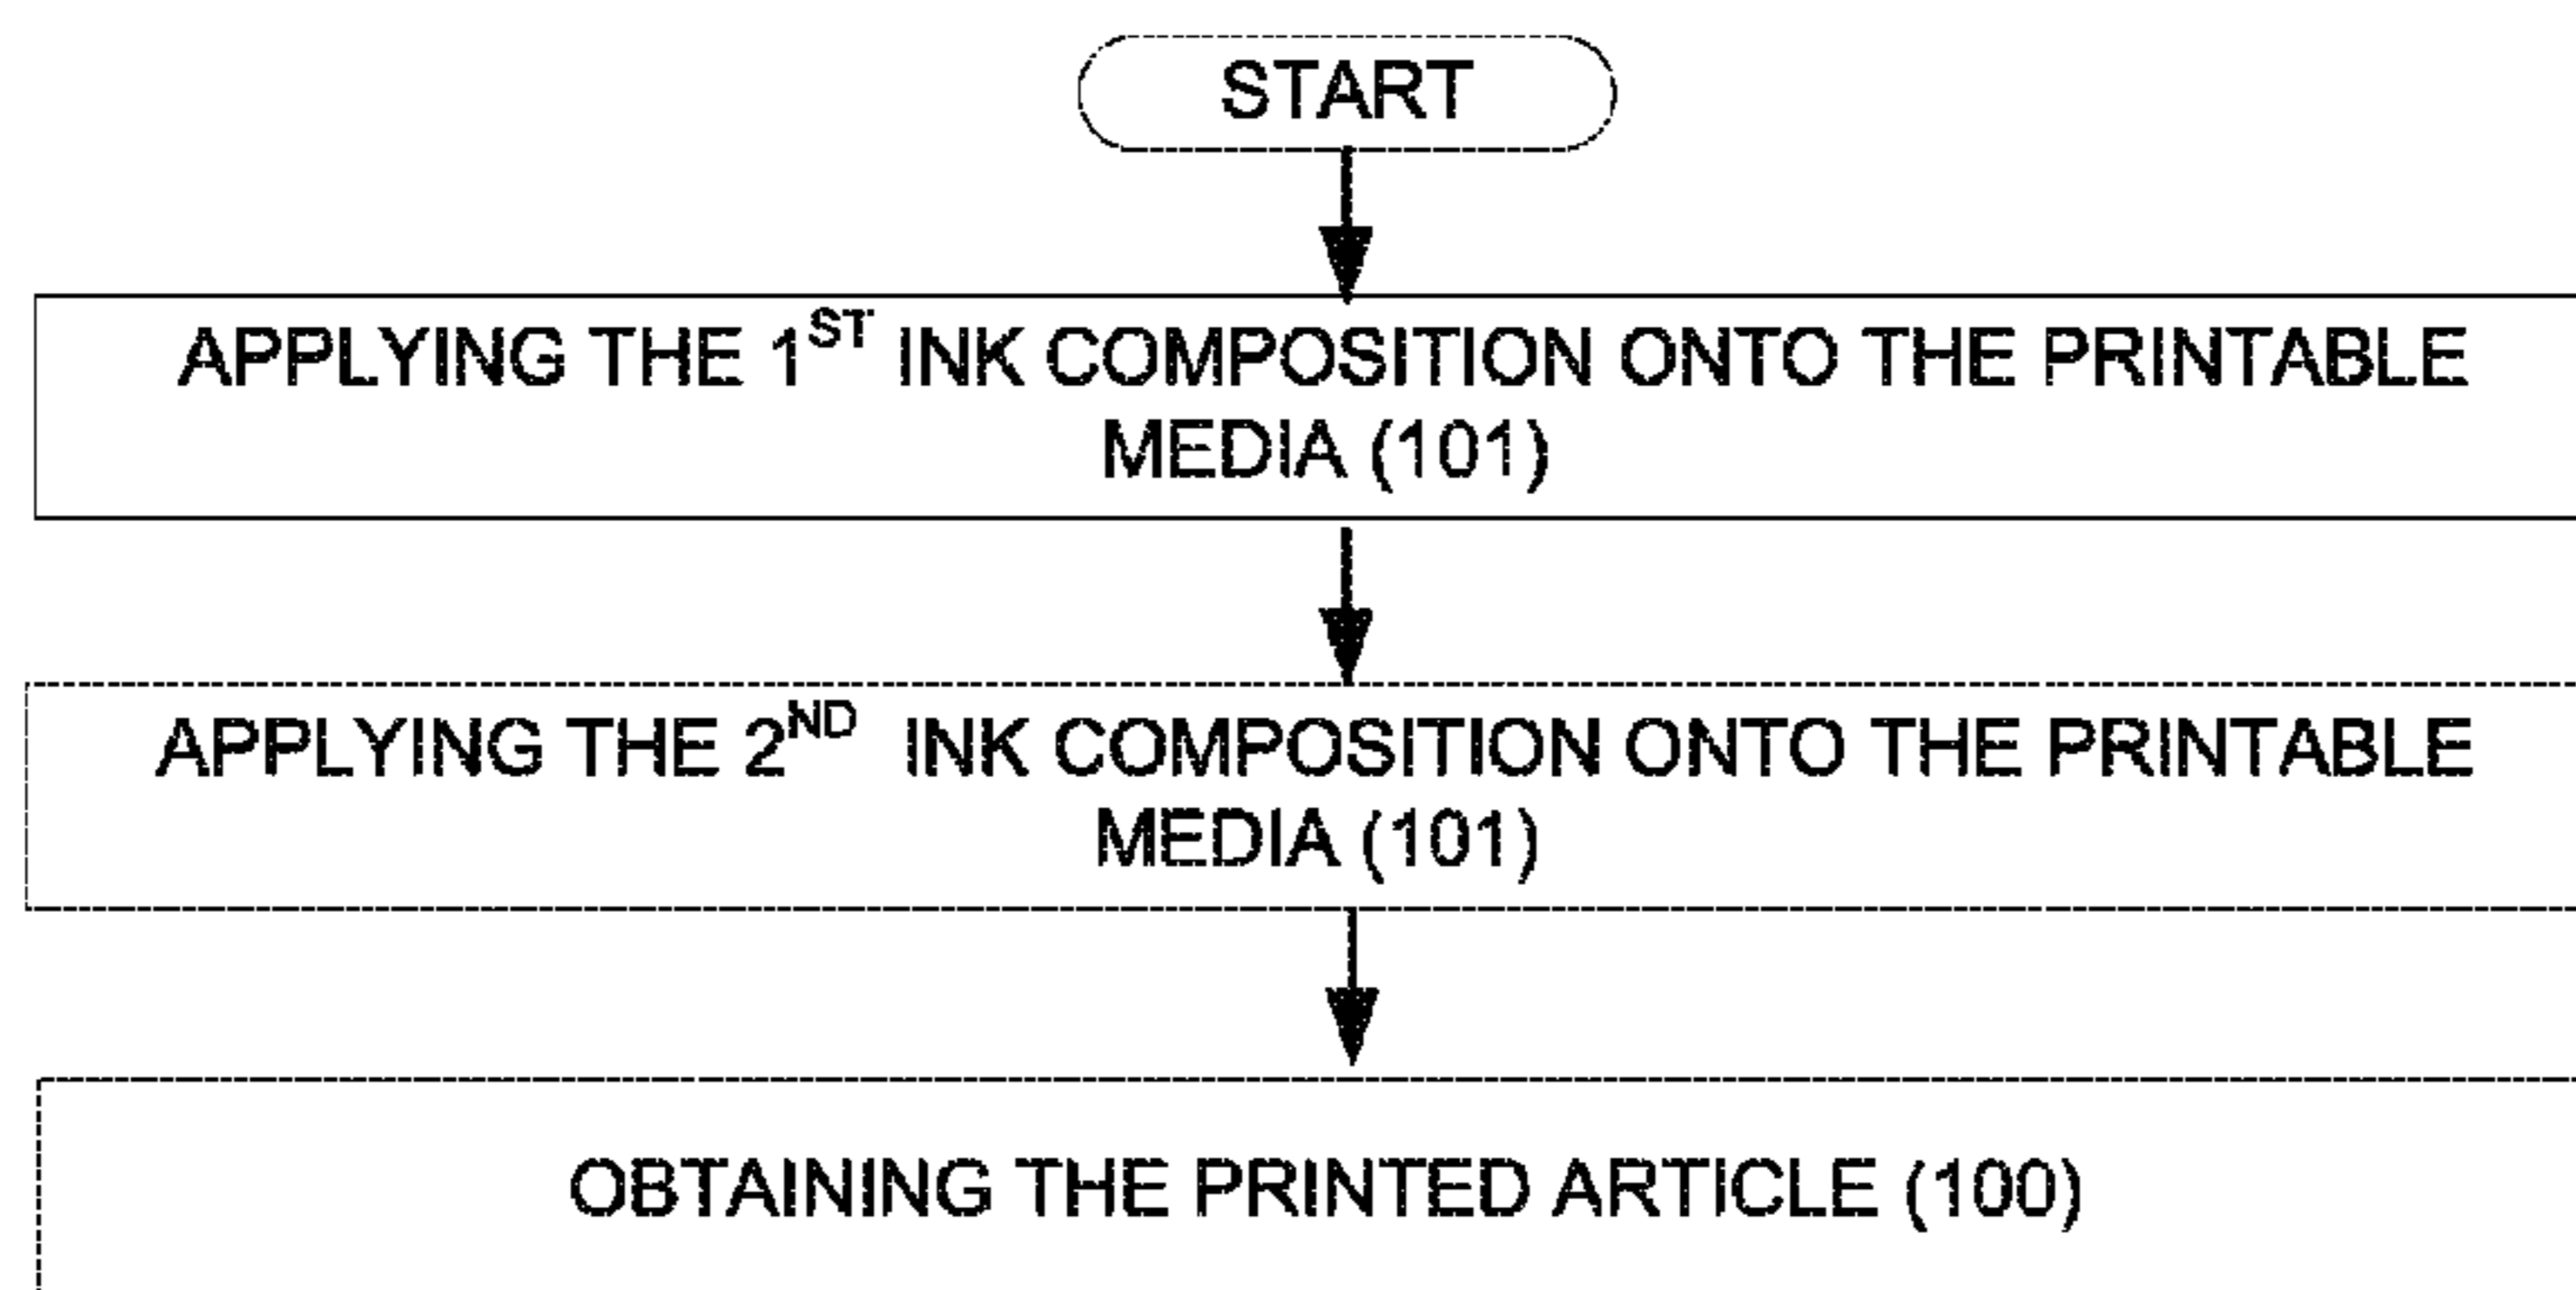 START
APPLYING THE 1ST INK COMPOSITION ONTO THE PRINTABLE
MEDIA (101)
APPLYING THE 2ND INK COMPOSITION ONTO THE PRINTABLE
MEDIA (101)
OBTAINING THE PRINTED ARTICLE (100)